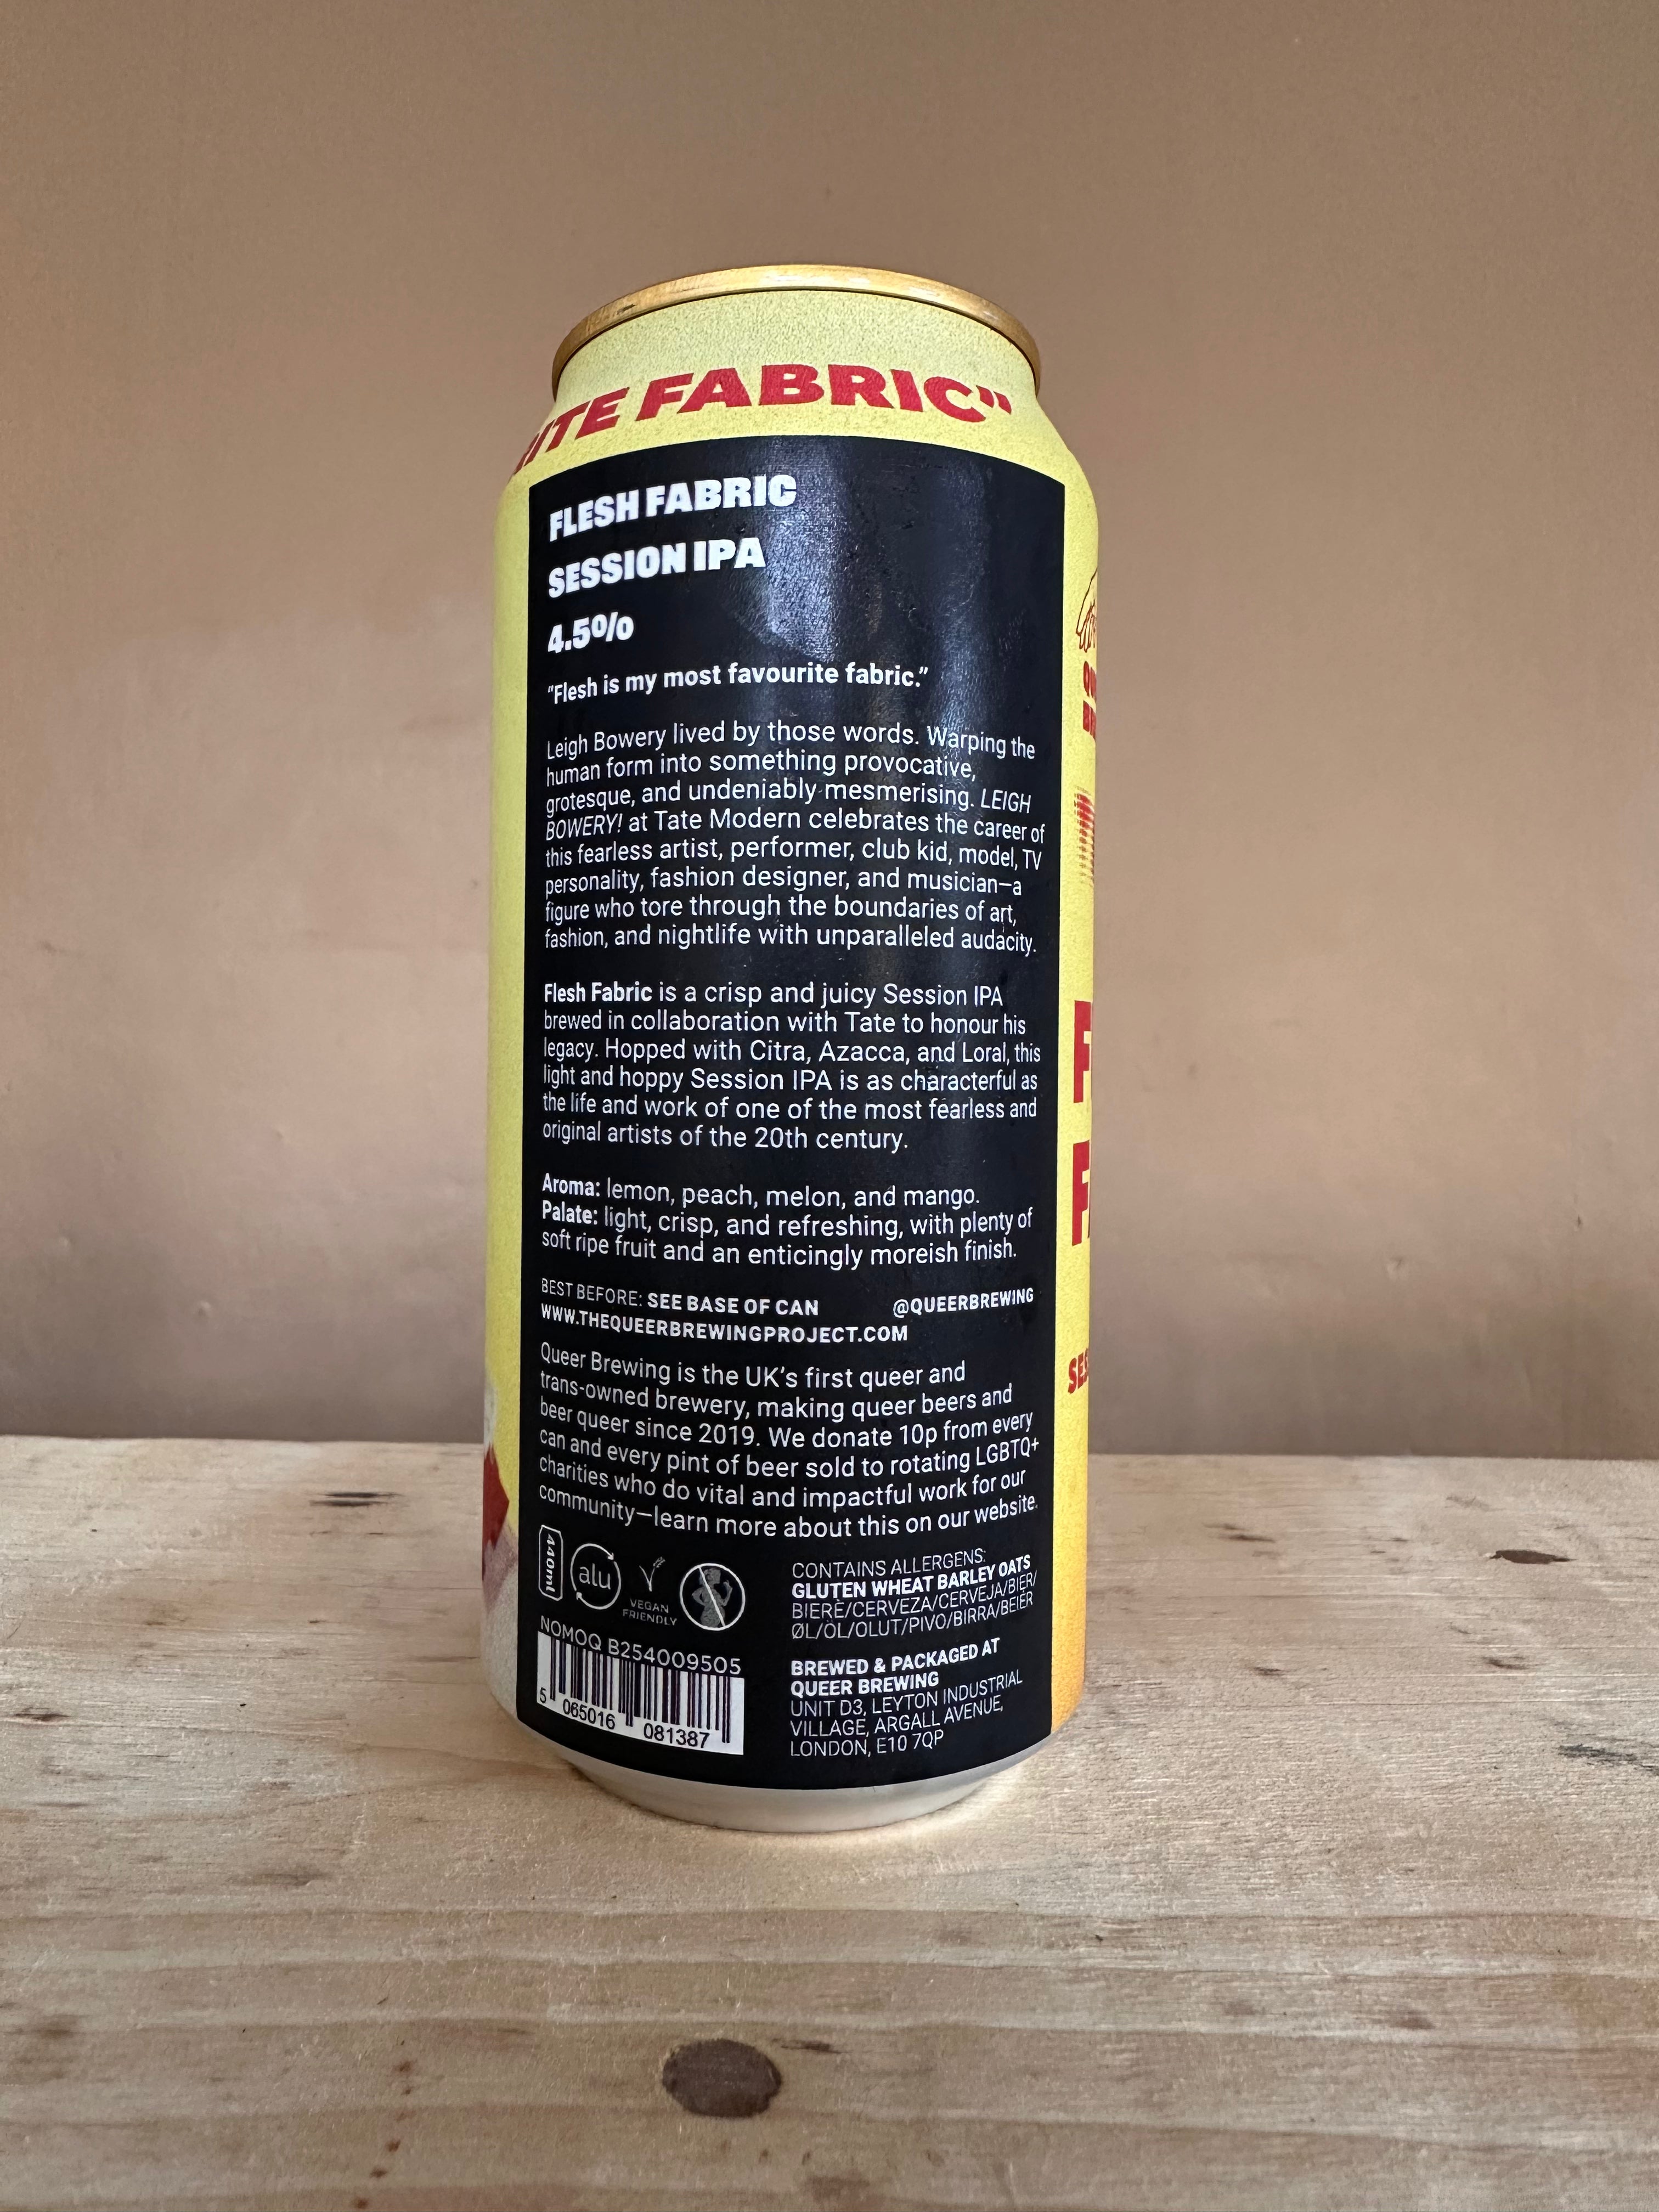 FABRIC”
FLESH FABRIC
SESSION IPA
4.5%
“Flesh is my most favourite fabric.”
Leigh Bowery lived by those words. Warping the
human form into something provocative,
grotesque, and undeniably mesmerising. LEIGH
BOWERY! at Tate Modern celebrates the career of
this fearless artist, performer, club kid, model, TV
personality, fashion designer, and musician—a
figure who tore through the boundaries of art,
fashion, and nightlife with unparalleled audacity.
Flesh Fabric is a crisp and juicy Session IPA
brewed in collaboration with Tate to honour his
legacy. Hopped with Citra, Azacca, and Loral, this
light and hoppy Session IPA is as characterful as
the life and work of one of the most fearless and
original artists of the 20th century.
Aroma: lemon, peach, melon, and mango.
Palate: light, crisp, and refreshing, with plenty of
soft ripe fruit and an enticingly moreish finish.
BEST BEFORE: SEE BASE OF CAN @QUEERBREWING
WWW.THEQUEERBREWINGPROJECT.COM
Queer Brewing is the UK’s first queer and
trans-owned brewery, making queer beers and
beer queer since 2019. We donate 10p from every
can and every pint of beer sold to rotating LGBTQ+
charities who do vital and impactful work for our
community—learn more about this on our website.
440ml
alu
VEGAN
FRIENDLY
NOMOQ B254009505
5 065016 081387
CONTAINS ALLERGENS:
GLUTEN WHEAT BARLEY OATS
BIERÈ/CERVEZA/CERVEJA/BIER/
ØL/ÖL/OLUT/PIVO/BIRRA/BEIER
BREWED & PACKAGED AT
QUEER BREWING
UNIT D3, LEYTON INDUSTRIAL
VILLAGE, ARGALL AVENUE,
LONDON, E10 7QP